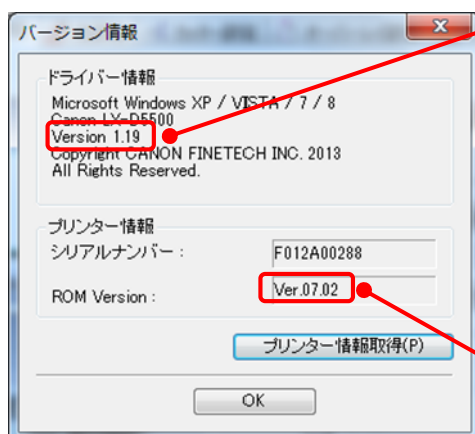 バージョン情報
ドライバー情報
Microsoft Windows XP / VISTA / 7 / 8
Canon LX-D5500
Version 1.19
Copyright CANON FINETECH INC. 2013
All Rights Reserved.
プリンター情報
シリアルナンバー : F012A00288
ROM Version : Ver.07.02
プリンター情報取得(P)
OK